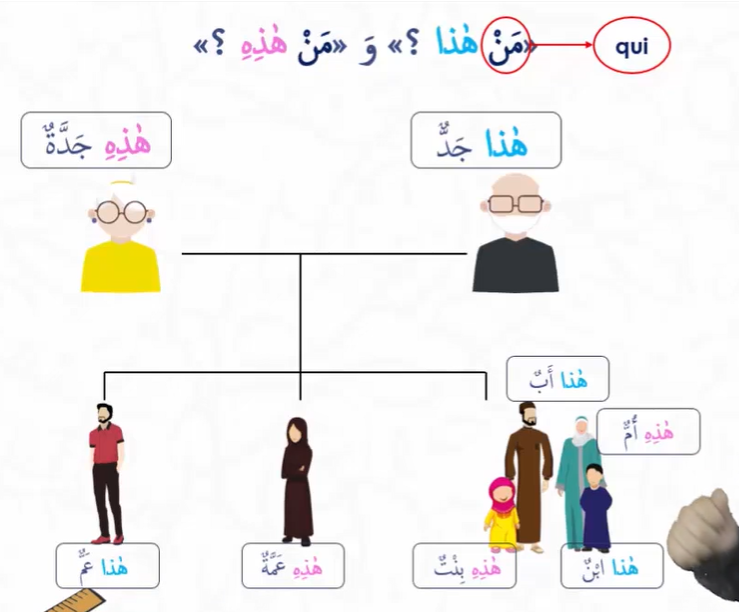 «مَنْ هٰذا ؟» وَ «مَنْ هٰذِهِ ؟»
qui
هٰذا جَدٌّ
هٰذِهِ جَدَّةٌ
هٰذا أَبٌ
هٰذِهِ أُمٌّ
هٰذا ابْنٌ
هٰذِهِ بِنْتٌ
هٰذِهِ عَمَّةٌ
هٰذا عَمٌّ